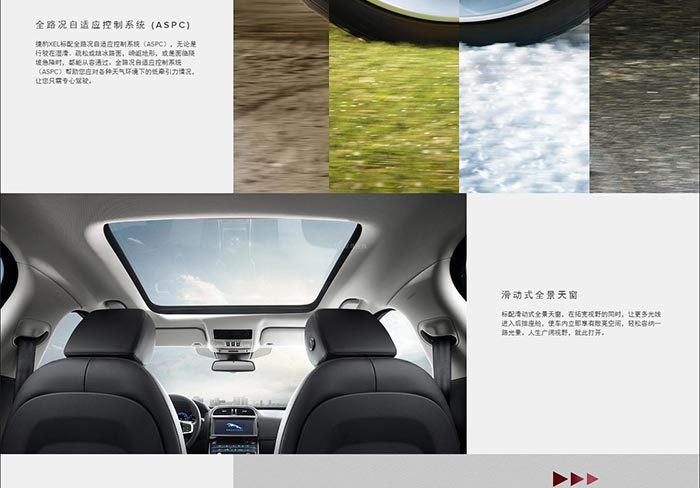 全路况自适应控制系统 (ASPC)
捷豹XEL标配全路况自适应控制系统（ASPC），无论是
行驶在湿滑、疏松或结冰路面，崎岖地形，或是面临陡
坡急降时，都能从容通过。全路况自适应控制系统
（ASPC）帮助您应对各种天气环境下的低牵引力情况，
让您只需专心驾驶。
滑动式全景天窗
标配滑动式全景天窗，在拓宽视野的同时，让更多光线
进入后排座舱，使车内立即享有敞亮空间，轻松容纳一
路光景。人生广阔视野，就此打开。